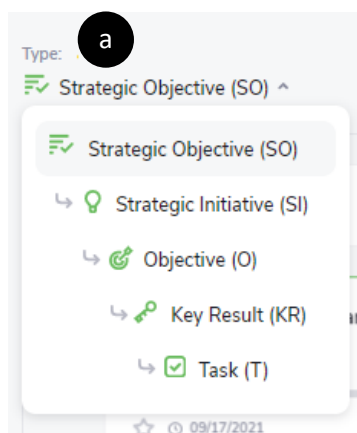 a
Type:
Strategic Objective (SO)
Strategic Objective (SO)
Strategic Initiative (SI)
Objective (O)
Key Result (KR)
Task (T)
09/17/2021